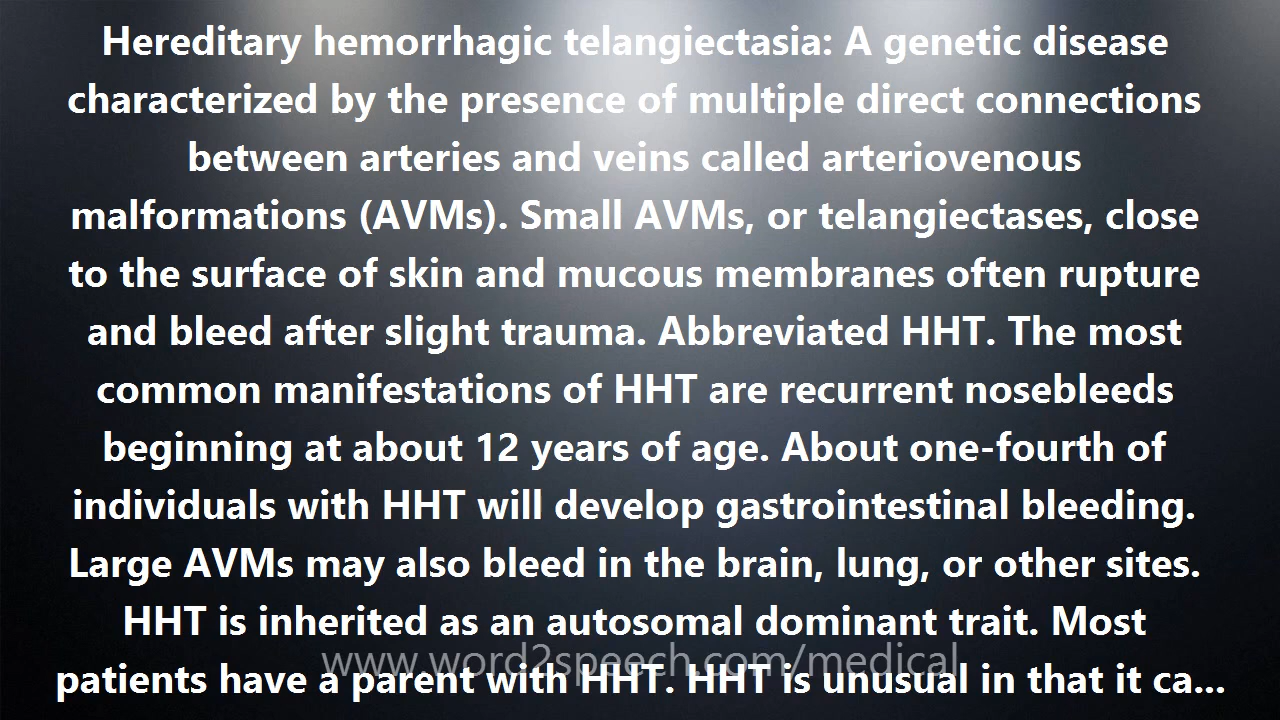 Hereditary hemorrhagic telangiectasia: A genetic disease
characterized by the presence of multiple direct connections
between arteries and veins called arteriovenous
malformations (AVMs). Small AVMs, or telangiectases, close
to the surface of skin and mucous membranes often rupture
and bleed after slight trauma. Abbreviated HHT. The most
common manifestations of HHT are recurrent nosebleeds
beginning at about 12 years of age. About one-fourth of
individuals with HHT will develop gastrointestinal bleeding.
Large AVMs may also bleed in the brain, lung, or other sites.
HHT is inherited as an autosomal dominant trait. Most
www.word2speech.com/medical
patients have a parent with HHT. HHT is unusual in that it ca...